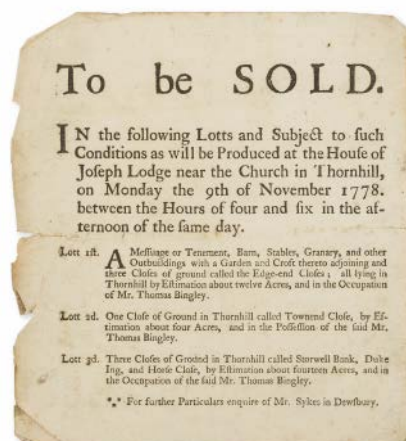 To be SOLD.
IN the following Lotts and Subject to ſuch
Conditions as will be Produced at the Houſe of
Joſeph Lodge near the Church in Thornhill,
on Monday the 9th of November 1778.
between the Hours of four and ſix in the af-
ternoon of the ſame day.
Lott 1ſt. A Meſſuage or Tenement, Barn, Stables, Granary, and other
Outbuildings with a Garden and Croft thereto adjoining and
three Cloſes of ground called the Edge-end Cloſes; all lying in
Thornhill by Eſtimation about twelve Acres, and in the Occupation
of Mr. Thomas Bingley.
Lott 2d. One Cloſe of Ground in Thornhill called Townend Cloſe, by Eſ-
timation about four Acres, and in the Poſſeſſion of the ſaid Mr.
Thomas Bingley.
Lott 3d. Three Cloſes of Ground in Thornhill called Storwell Bank, Duke
Ing, and Horſe Cloſe, by Eſtimation about fourteen Acres, and in
the Occupation of the ſaid Mr. Thomas Bingley.
*⁎* For further Particulars enquire of Mr. Sykes in Dewſbury.